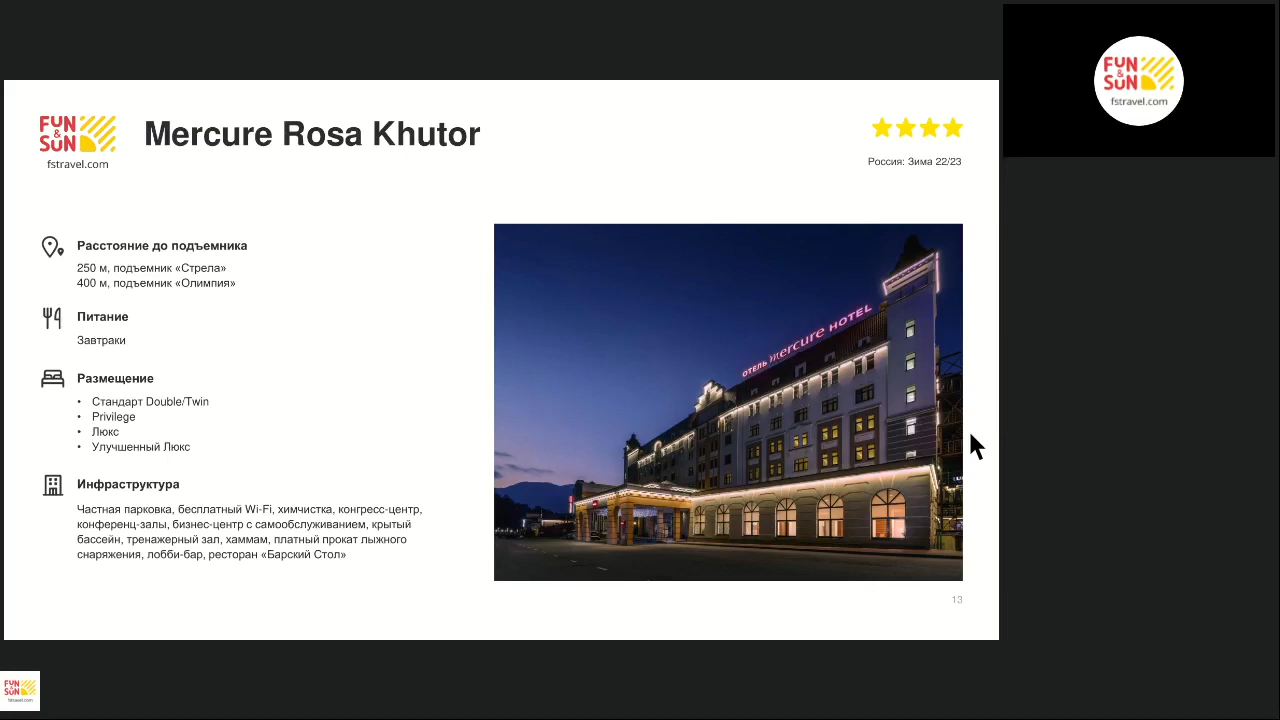 FUN
&
SUN
fstravel.com
Mercure Rosa Khutor
Россия: Зима 22/23
Расстояние до подъемника
250 м, подъемник «Стрела»
400 м, подъемник «Олимпия»
Питание
Завтраки
Размещение
• Стандарт Double/Twin
• Privilege
• Люкс
• Улучшенный Люкс
Инфраструктура
Частная парковка, бесплатный Wi-Fi, химчистка, конгресс-центр,
конференц-залы, бизнес-центр с самообслуживанием, крытый
бассейн, тренажерный зал, хаммам, платный прокат лыжного
снаряжения, лобби-бар, ресторан «Барский Стол»
ОТЕЛЬ mercure HOTEL
13
FUN
&
SUN
fstravel.com
FUN
&
SUN
fstravel.com